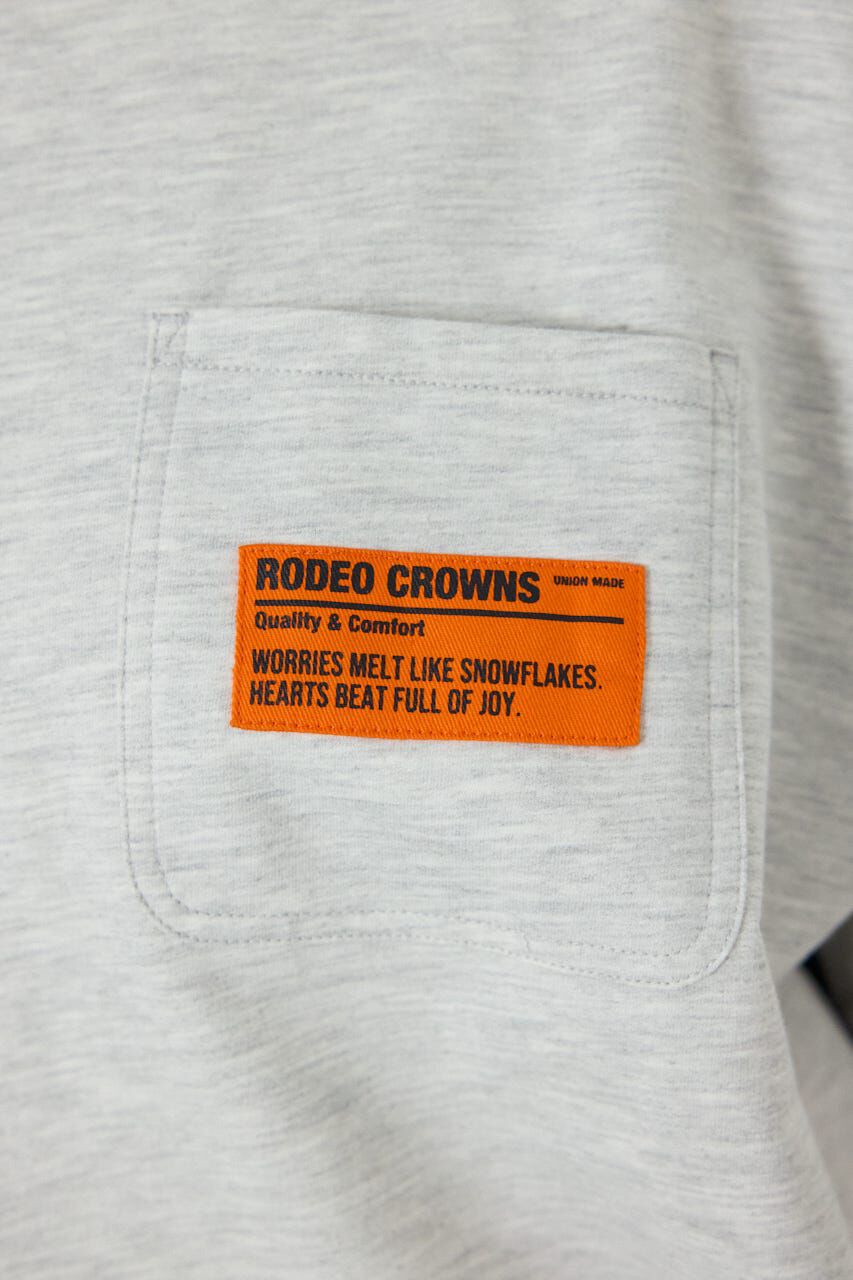 RODEO CROWNS UNION MADE
Quality & Comfort
WORRIES MELT LIKE SNOWFLAKES.
HEARTS BEAT FULL OF JOY.